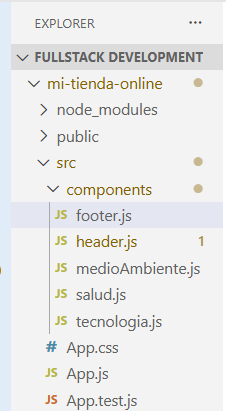 EXPLORER ...
FULLSTACK DEVELOPMENT
mi-tienda-online
node_modules
public
src
components
JS footer.js
JS header.js 1
JS medioAmbiente.js
JS salud.js
JS tecnologia.js
# App.css
JS App.js
JS App.test.js